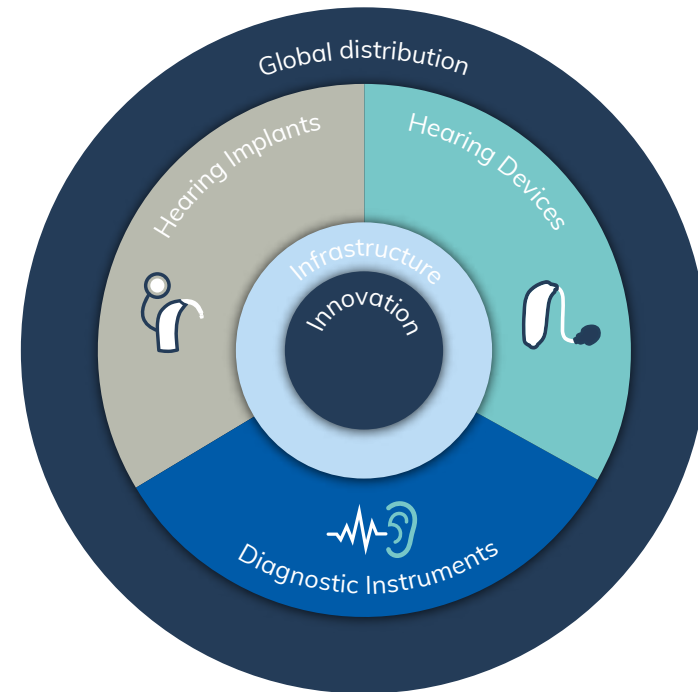 Global distribution
Hearing Implants
Hearing Devices
Infrastructure
Innovation
Diagnostic Instruments